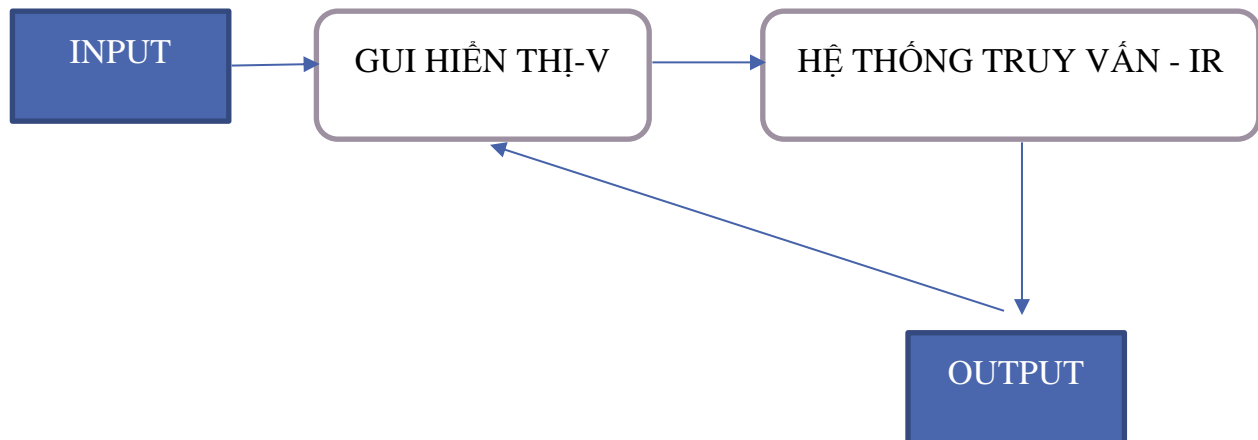 INPUT
GUI HIỂN THỊ-V
HỆ THỐNG TRUY VẤN - IR
OUTPUT